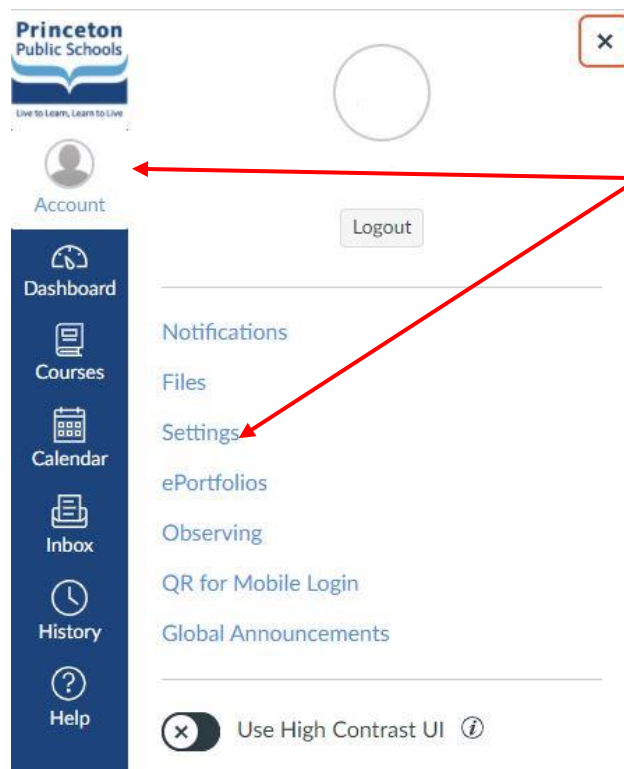 Princeton
Public Schools
Live to Learn, Learn to Live
Account
Dashboard
Courses
Calendar
Inbox
History
Help
×
Logout
Notifications
Files
Settings
ePortfolios
Observing
QR for Mobile Login
Global Announcements
Use High Contrast UI i